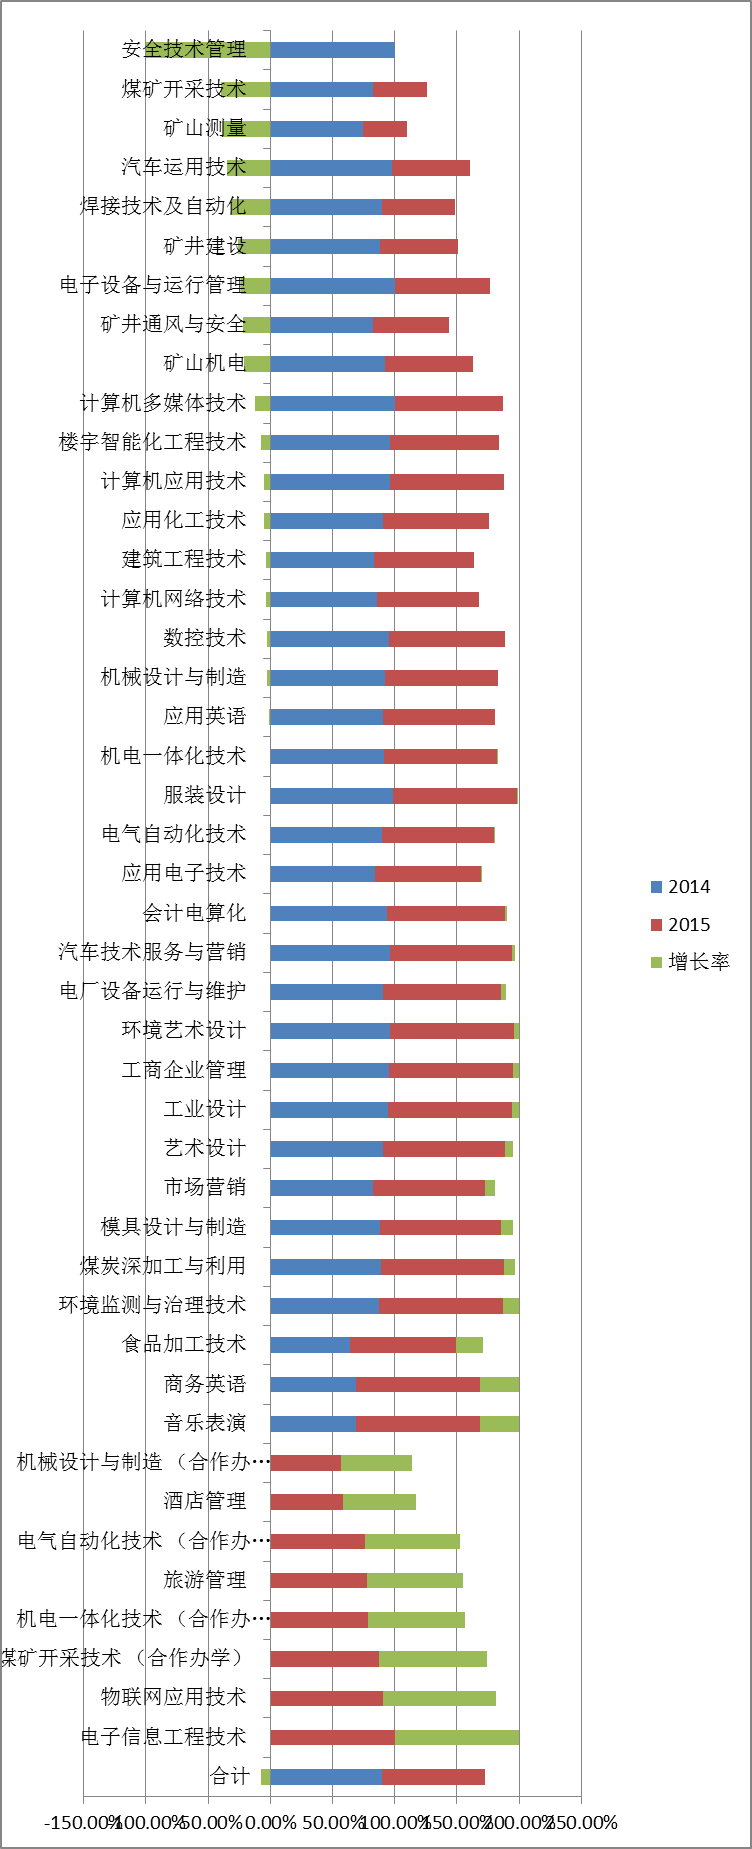 安全技术管理
煤矿开采技术
矿山测量
汽车运用技术
焊接技术及自动化
矿井建设
电子设备与运行管理
矿井通风与安全
矿山机电
计算机多媒体技术
楼宇智能化工程技术
计算机应用技术
应用化工技术
建筑工程技术
计算机网络技术
数控技术
机械设计与制造
应用英语
机电一体化技术
服装设计
电气自动化技术
应用电子技术
2014
2015
会计电算化
汽车技术服务与营销
增长率
电厂设备运行与维护
环境艺术设计
工商企业管理
工业设计
艺术设计
市场营销
模具设计与制造
煤炭深加工与利用
环境监测与治理技术
食品加工技术
商务英语
音乐表演
机械设计与制造（合作办…
酒店管理
电气自动化技术（合作办…
旅游管理
机电一体化技术（合作办…
煤矿开采技术（合作办学）
物联网应用技术
电子信息工程技术
合计
-150.00% -100.00% -50.00% 0.00% 50.00% 100.00% 150.00% 200.00% 250.00%